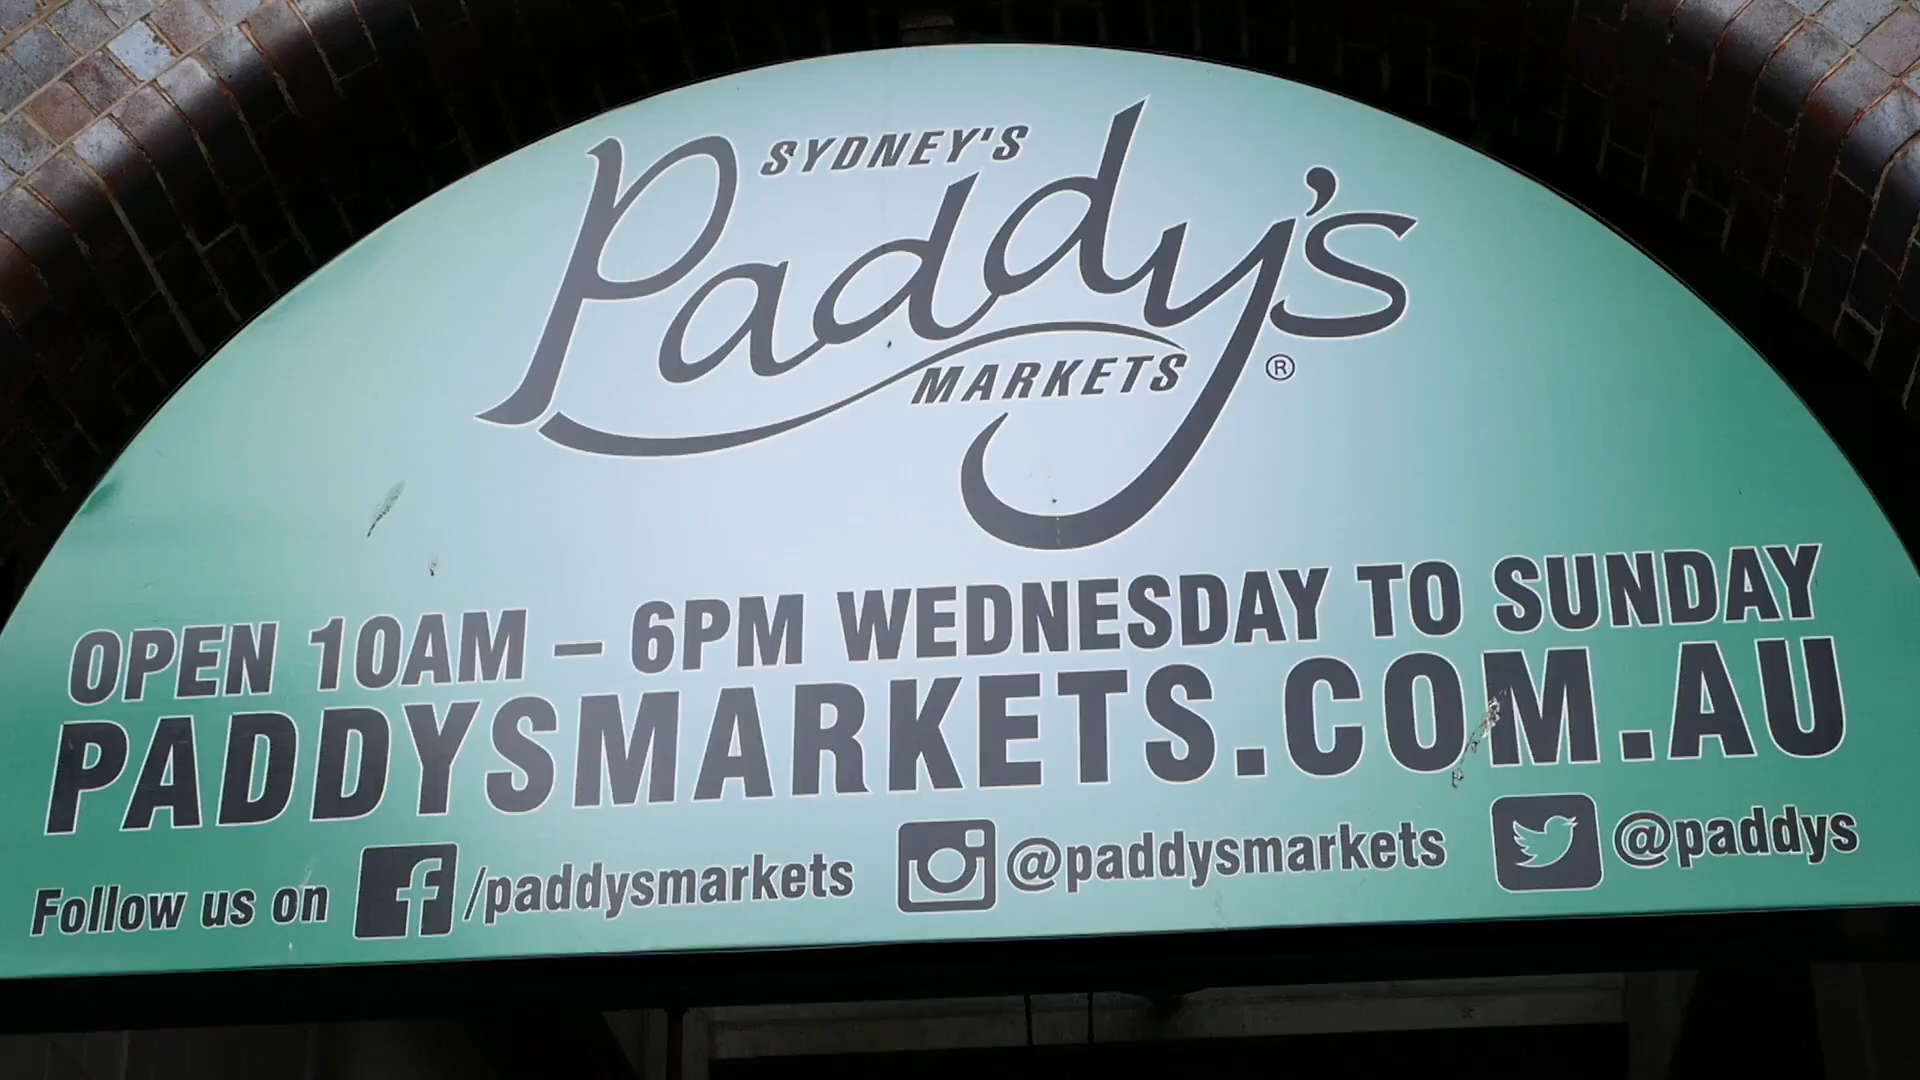 SYDNEY'S
Paddy's
MARKETS ®
OPEN 10AM – 6PM WEDNESDAY TO SUNDAY
PADDYSMARKETS.COM.AU
Follow us on f /paddysmarkets @paddysmarkets @paddys